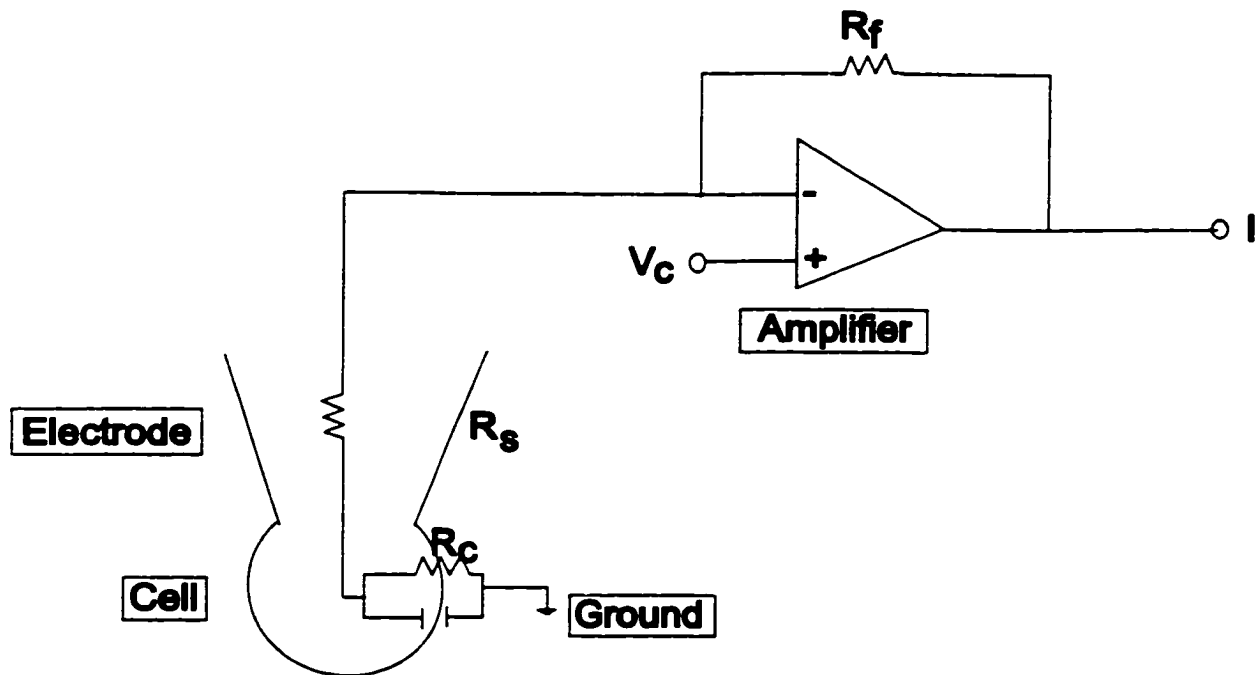 Rf
-
Vc
+
I
Amplifier
Electrode
Rs
Rc
Cell
Ground